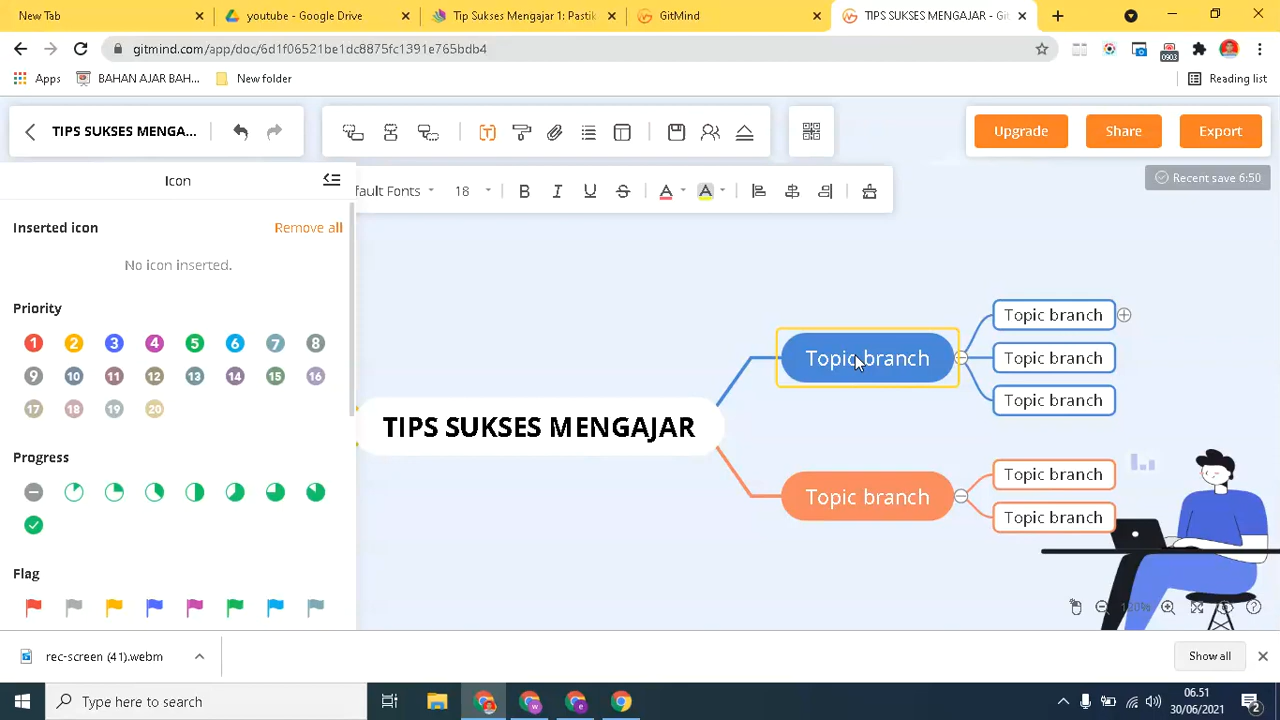 New Tab
youtube - Google Drive
Tip Sukses Mengajar 1: Pastik
GitMind
TIPS SUKSES MENGAJAR - Gi
gitmind.com/app/doc/6d1f06521be1dc8875fc1391e765bdb4
0903
Apps
BAHAN AJAR BAH...
New folder
Reading list
TIPS SUKSES MENGA...
Upgrade
Share
Export
Icon
fault Fonts
18
B I U S A A
Recent save 6:50
Inserted icon
Remove all
No icon inserted.
Priority
1 2 3 4 5 6 7 8
9 10 11 12 13 14 15 16
17 18 19 20
Progress
Flag
Topic branch
Topic branch
Topic branch
Topic branch
TIPS SUKSES MENGAJAR
Topic branch
Topic branch
Topic branch
rec-screen (41).webm
Show all
Type here to search
06.51
30/06/2021
2